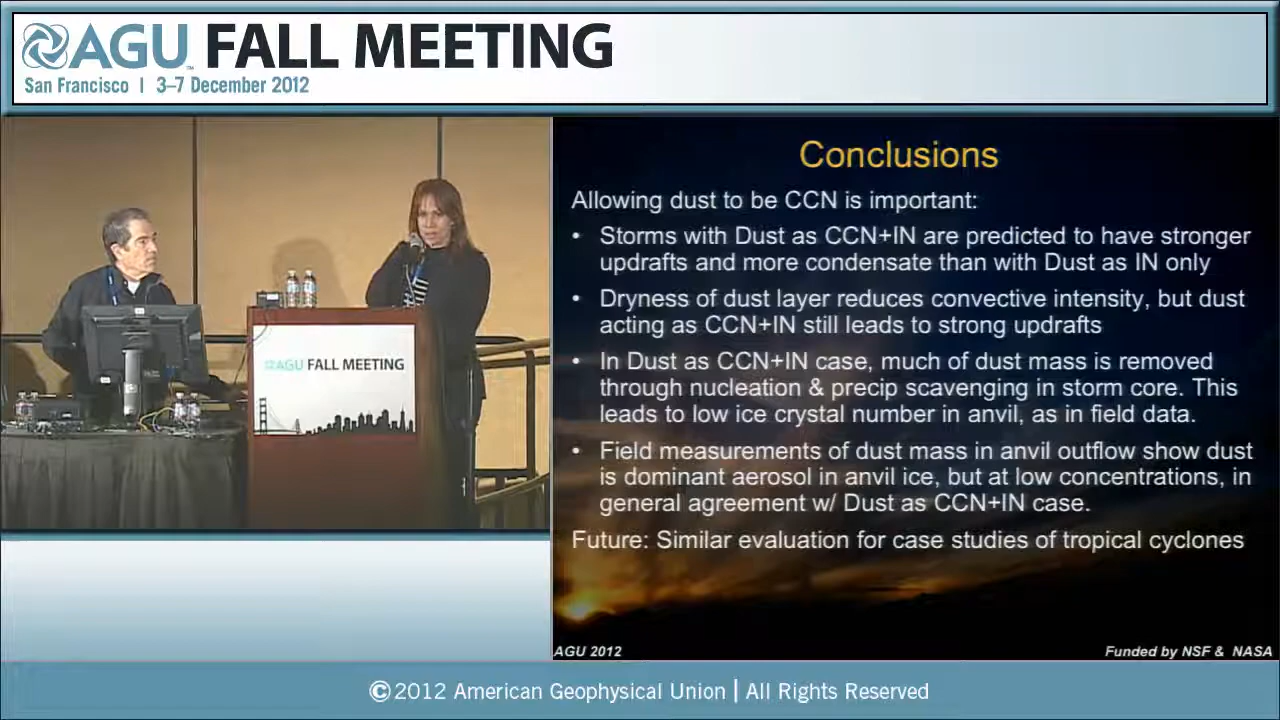 AGU FALL MEETING
San Francisco | 3–7 December 2012
AGU FALL MEETING
Conclusions
Allowing dust to be CCN is important:
• Storms with Dust as CCN+IN are predicted to have stronger
updrafts and more condensate than with Dust as IN only
• Dryness of dust layer reduces convective intensity, but dust
acting as CCN+IN still leads to strong updrafts
• In Dust as CCN+IN case, much of dust mass is removed
through nucleation & precip scavenging in storm core. This
leads to low ice crystal number in anvil, as in field data.
• Field measurements of dust mass in anvil outflow show dust
is dominant aerosol in anvil ice, but at low concentrations, in
general agreement w/ Dust as CCN+IN case.
Future: Similar evaluation for case studies of tropical cyclones
AGU 2012
Funded by NSF & NASA
©2012 American Geophysical Union | All Rights Reserved